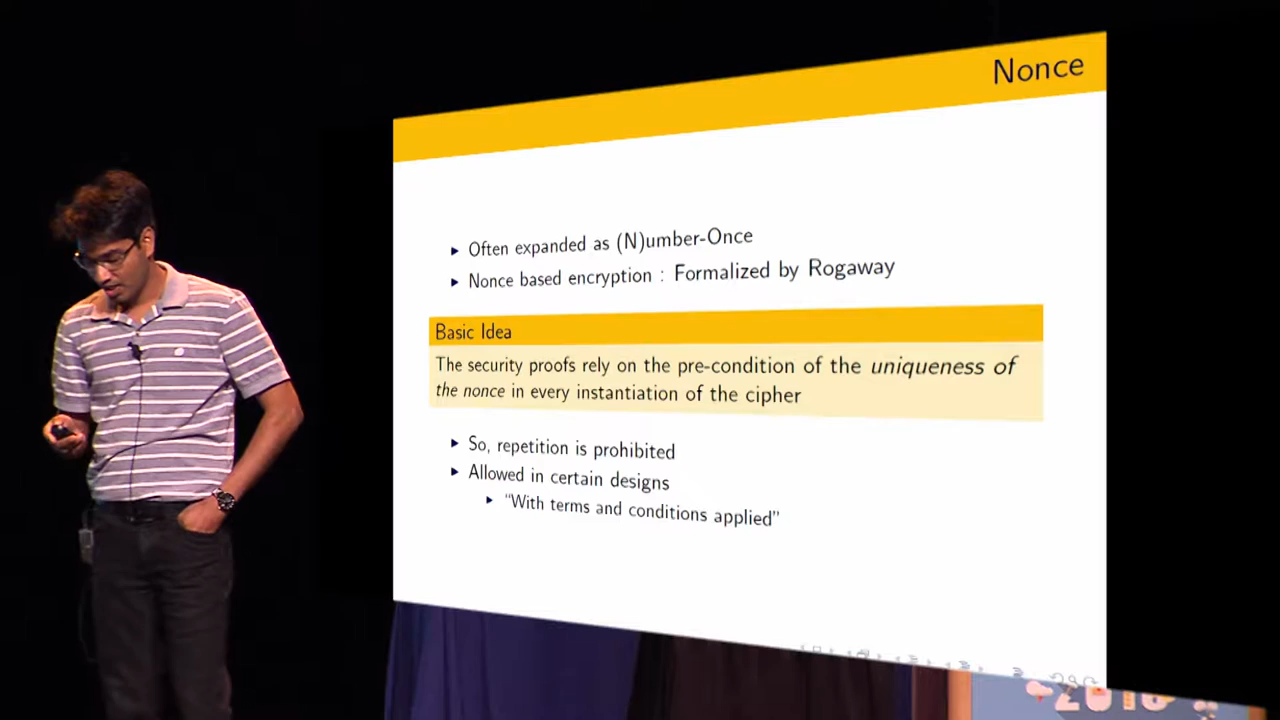 Nonce
Often expanded as (N)umber-Once
Nonce based encryption : Formalized by Rogaway
Basic Idea
The security proofs rely on the pre-condition of the uniqueness of
the nonce in every instantiation of the cipher
So, repetition is prohibited
Allowed in certain designs
“With terms and conditions applied”